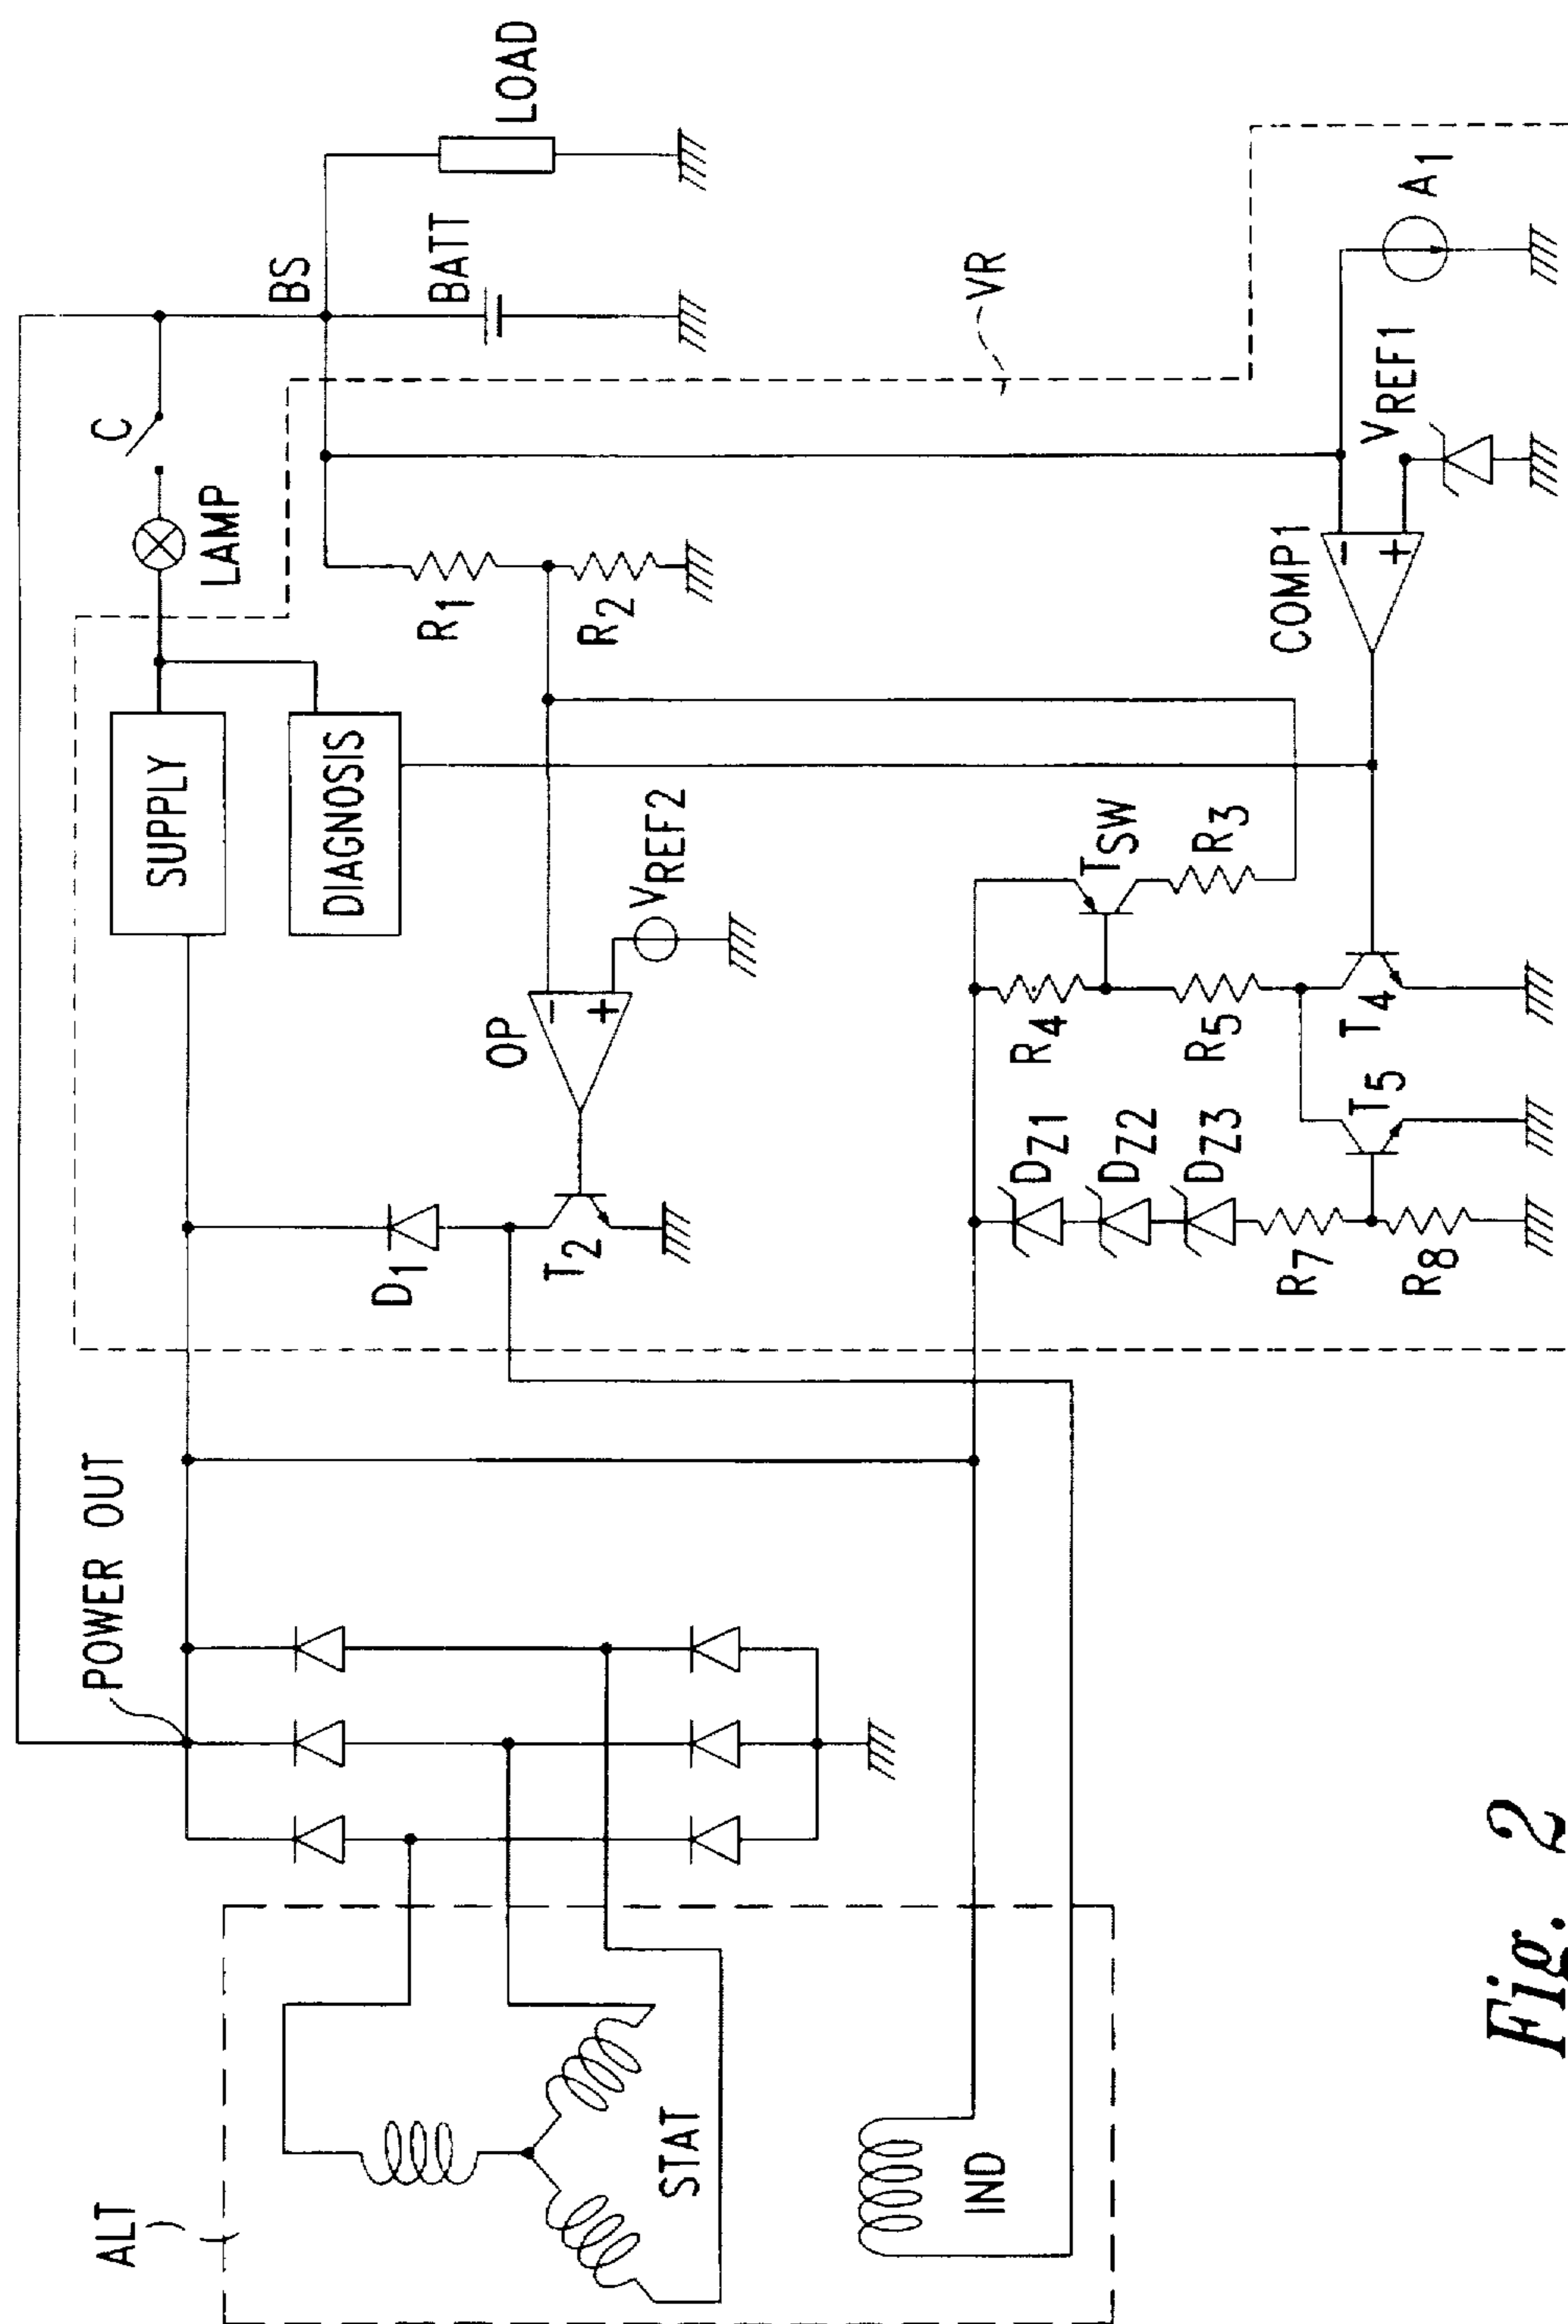 ALT
STAT
IND
POWER OUT
SUPPLY
DIAGNOSIS
LAMP
C
BS
BATT
LOAD
D1
T2
OP
VREF2
R1
R2
VR
DZ1
DZ2
DZ3
R7
R8
R4
R5
T5
T4
TSW
R3
COMP1
VREF1
A1
-
+
-
+
Fig. 2